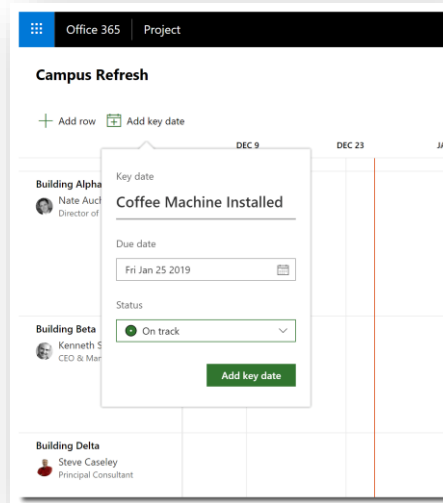 Office 365 Project
Campus Refresh
Add row Add key date
DEC 9 DEC 23
Building Alpha
Nate
Director of
Key date
Coffee Machine Installed
Due date
Fri Jan 25 2019
Status
On track
Add key date
Building Beta
Kenneth
CEO &
Building Delta
Steve Caseley
Principal Consultant